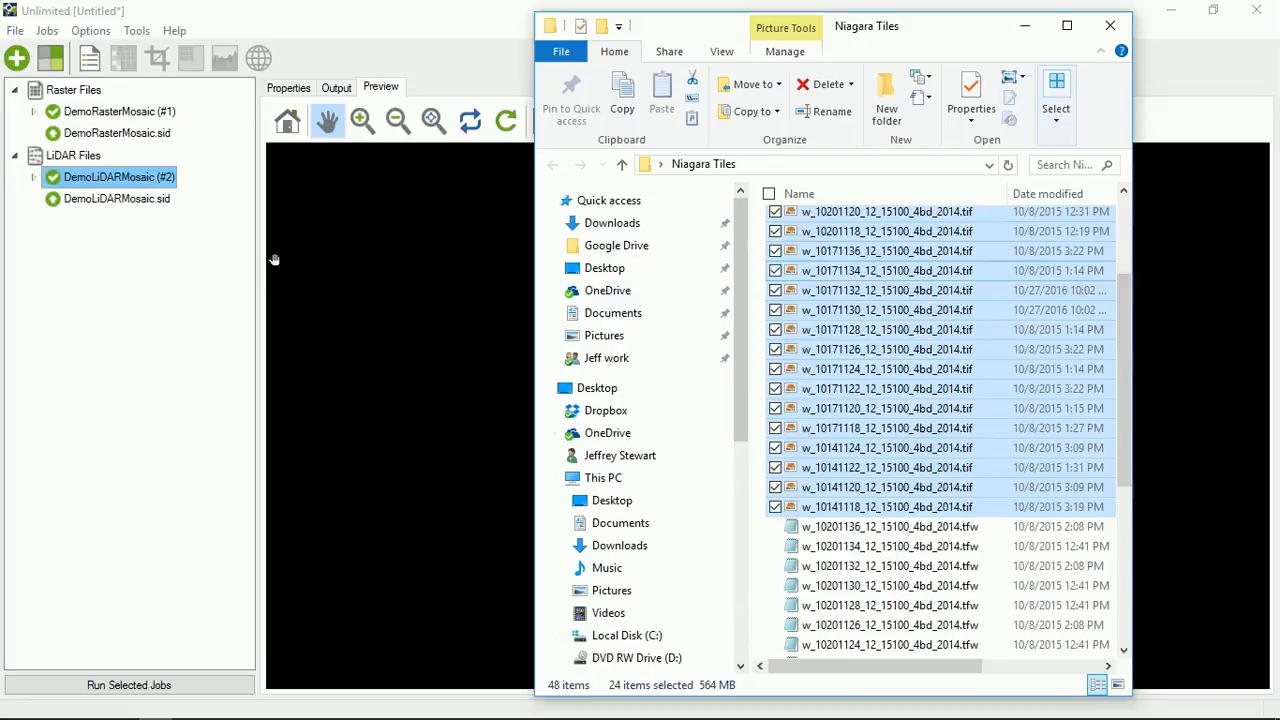 Unlimited [Untitled*]
File Jobs Options Tools Help
Raster Files
DemoRasterMosaic (#1)
DemoRasterMosaic.sid
LiDAR Files
DemoLiDARMosaic (#2)
DemoLiDARMosaic.sid
Run Selected Jobs
Properties Output Preview
Picture Tools Niagara Tiles
File Home Share View Manage
Pin to Quick access
Copy
Paste
Clipboard
Move to
Copy to
Delete
Rename
Organize
New folder
New
Properties
Open
Select
Niagara Tiles
Search Ni...
Quick access
Downloads
Google Drive
Desktop
OneDrive
Documents
Pictures
Jeff work
Desktop
Dropbox
OneDrive
Jeffrey Stewart
This PC
Desktop
Documents
Downloads
Music
Pictures
Videos
Local Disk (C:)
DVD RW Drive (D:)
Name Date modified
w_10201120_12_15100_4bd_2014.tif 10/8/2015 12:31 PM
w_10201118_12_15100_4bd_2014.tif 10/8/2015 12:19 PM
w_10171136_12_15100_4bd_2014.tif 10/8/2015 3:22 PM
w_10171134_12_15100_4bd_2014.tif 10/8/2015 1:14 PM
w_10171132_12_15100_4bd_2014.tif 10/27/2016 10:02 ...
w_10171130_12_15100_4bd_2014.tif 10/27/2016 10:02 ...
w_10171128_12_15100_4bd_2014.tif 10/8/2015 1:14 PM
w_10171126_12_15100_4bd_2014.tif 10/8/2015 3:22 PM
w_10171124_12_15100_4bd_2014.tif 10/8/2015 1:14 PM
w_10171122_12_15100_4bd_2014.tif 10/8/2015 3:22 PM
w_10171120_12_15100_4bd_2014.tif 10/8/2015 1:15 PM
w_10171118_12_15100_4bd_2014.tif 10/8/2015 1:27 PM
w_10141124_12_15100_4bd_2014.tif 10/8/2015 3:09 PM
w_10141122_12_15100_4bd_2014.tif 10/8/2015 1:31 PM
w_10141120_12_15100_4bd_2014.tif 10/8/2015 3:09 PM
w_10141118_12_15100_4bd_2014.tif 10/8/2015 3:19 PM
w_10201136_12_15100_4bd_2014.tfw 10/8/2015 2:08 PM
w_10201134_12_15100_4bd_2014.tfw 10/8/2015 12:41 PM
w_10201132_12_15100_4bd_2014.tfw 10/8/2015 2:08 PM
w_10201130_12_15100_4bd_2014.tfw 10/8/2015 12:41 PM
w_10201128_12_15100_4bd_2014.tfw 10/8/2015 12:41 PM
w_10201126_12_15100_4bd_2014.tfw 10/8/2015 2:08 PM
w_10201124_12_15100_4bd_2014.tfw 10/8/2015 12:41 PM
48 items 24 items selected 564 MB